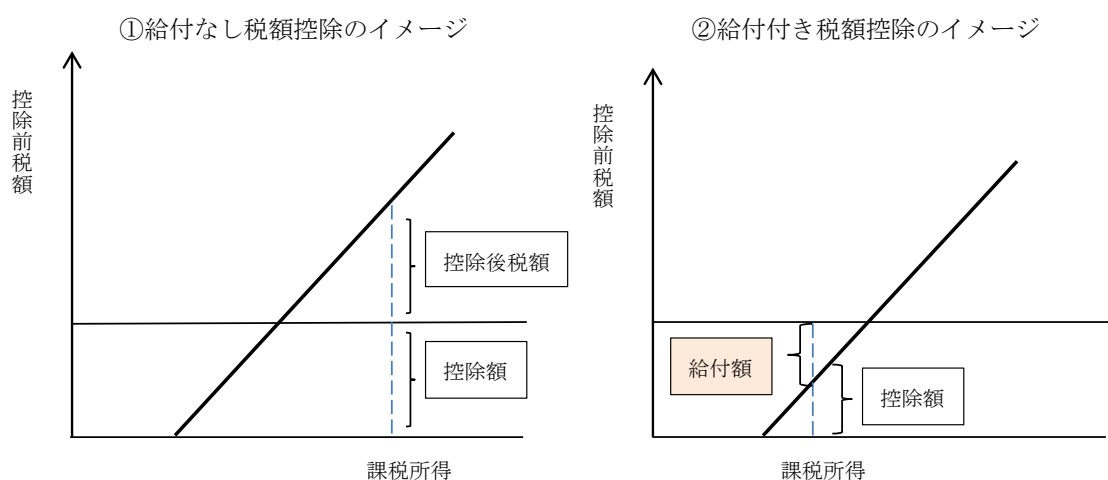 ①給付なし税額控除のイメージ
控除前税額
控除後税額
控除額
課税所得
②給付付き税額控除のイメージ
控除前税額
給付額
控除額
課税所得